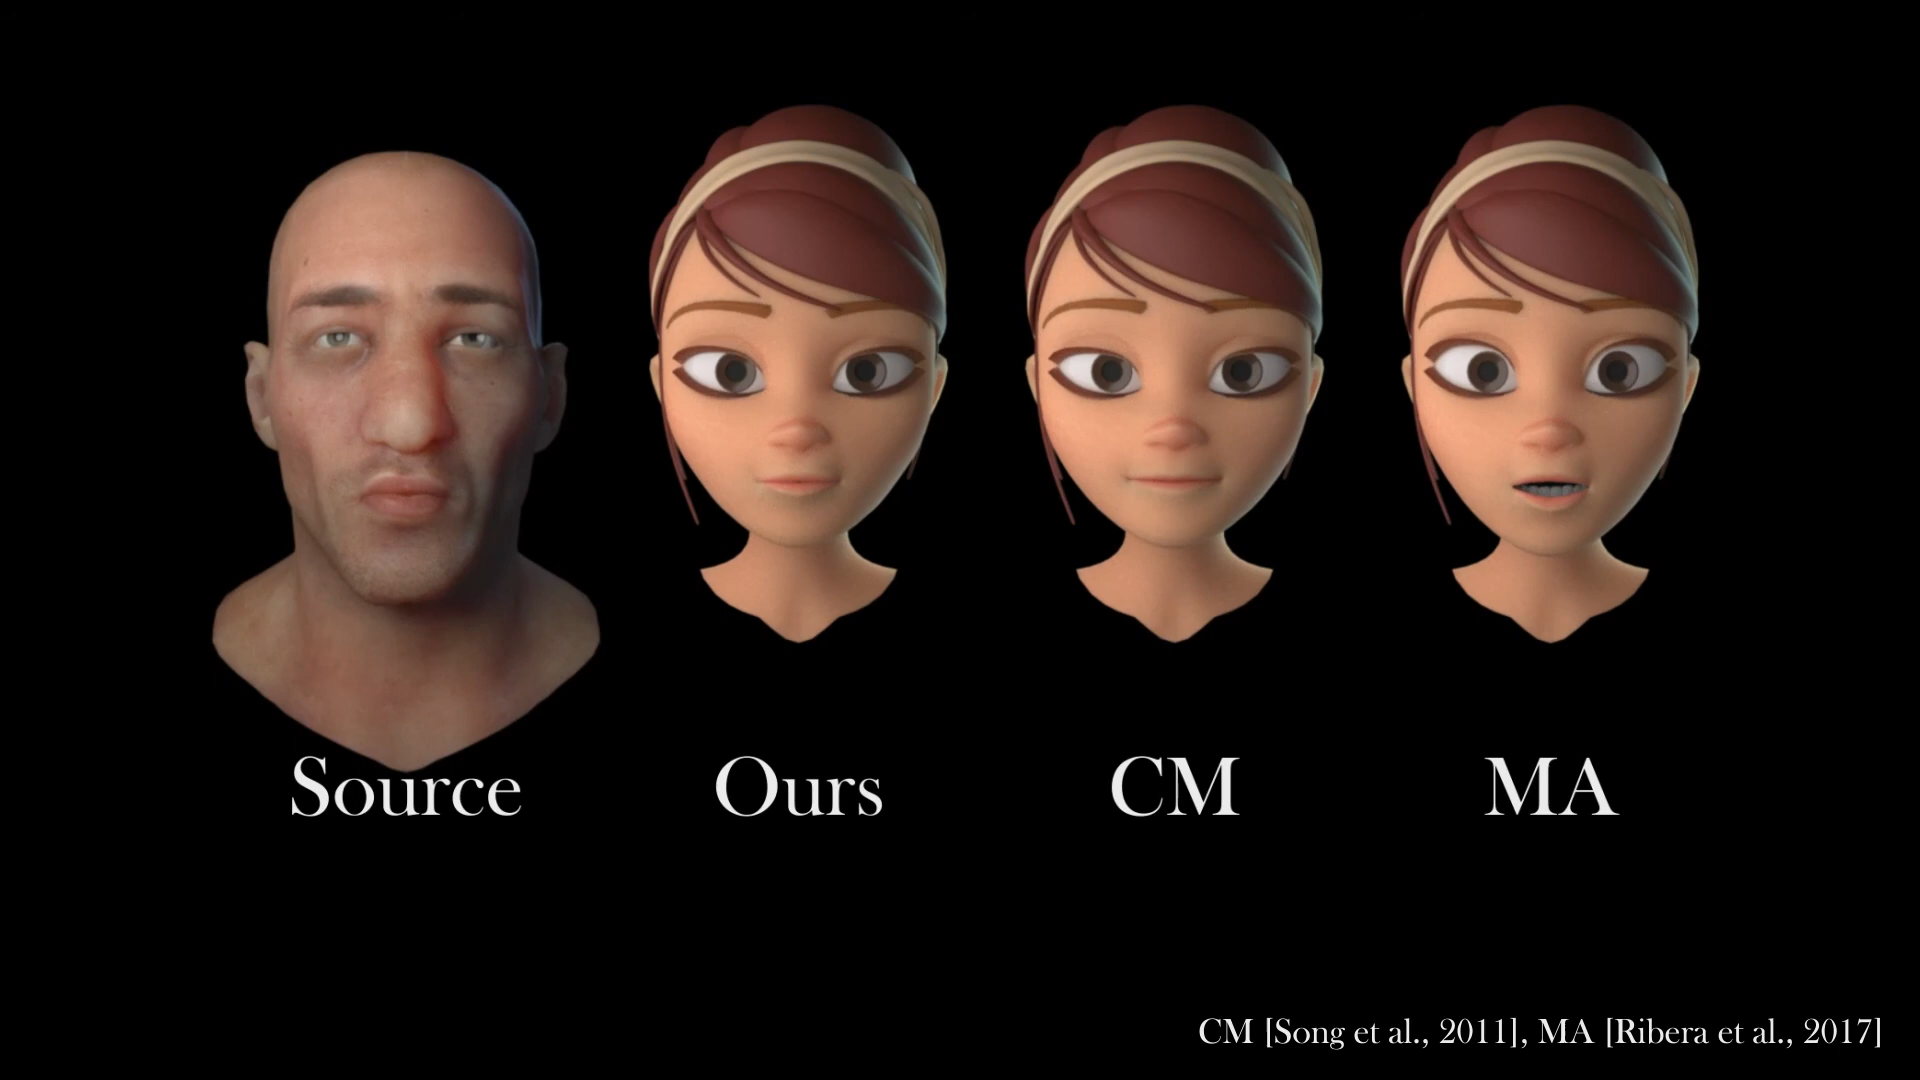 Source
Ours
CM
MA
CM [Song et al., 2011], MA [Ribera et al., 2017]